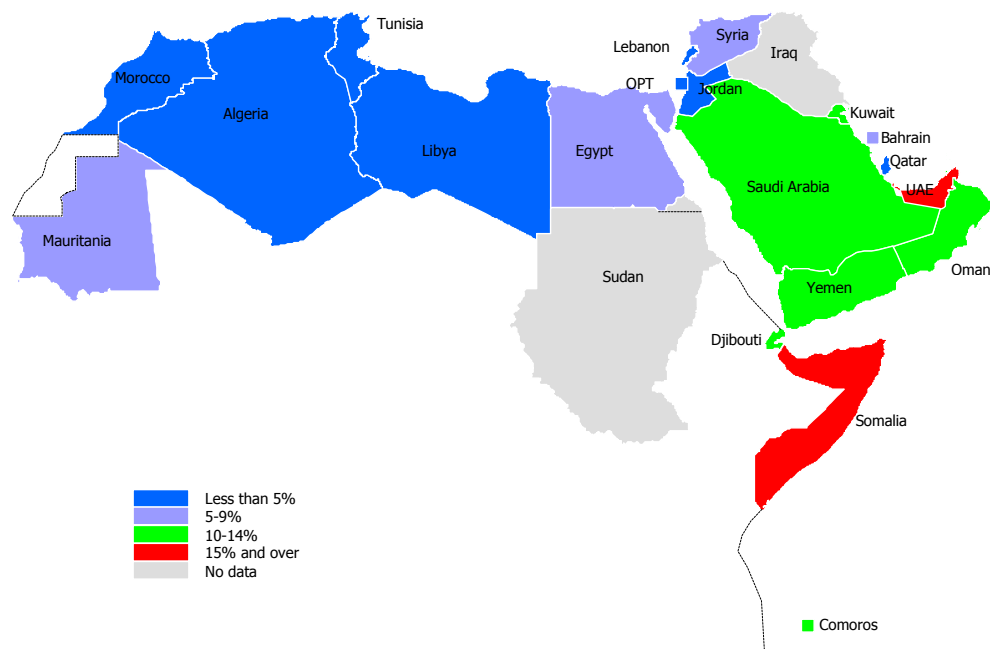 Tunisia
Syria
Lebanon
Iraq
Morocco
OPT
Jordan
Algeria
Kuwait
Bahrain
Libya
Egypt
Qatar
Saudi Arabia
UAE
Mauritania
Oman
Sudan
Yemen
Djibouti
Somalia
Less than 5%
5-9%
10-14%
15% and over
No data
Comoros